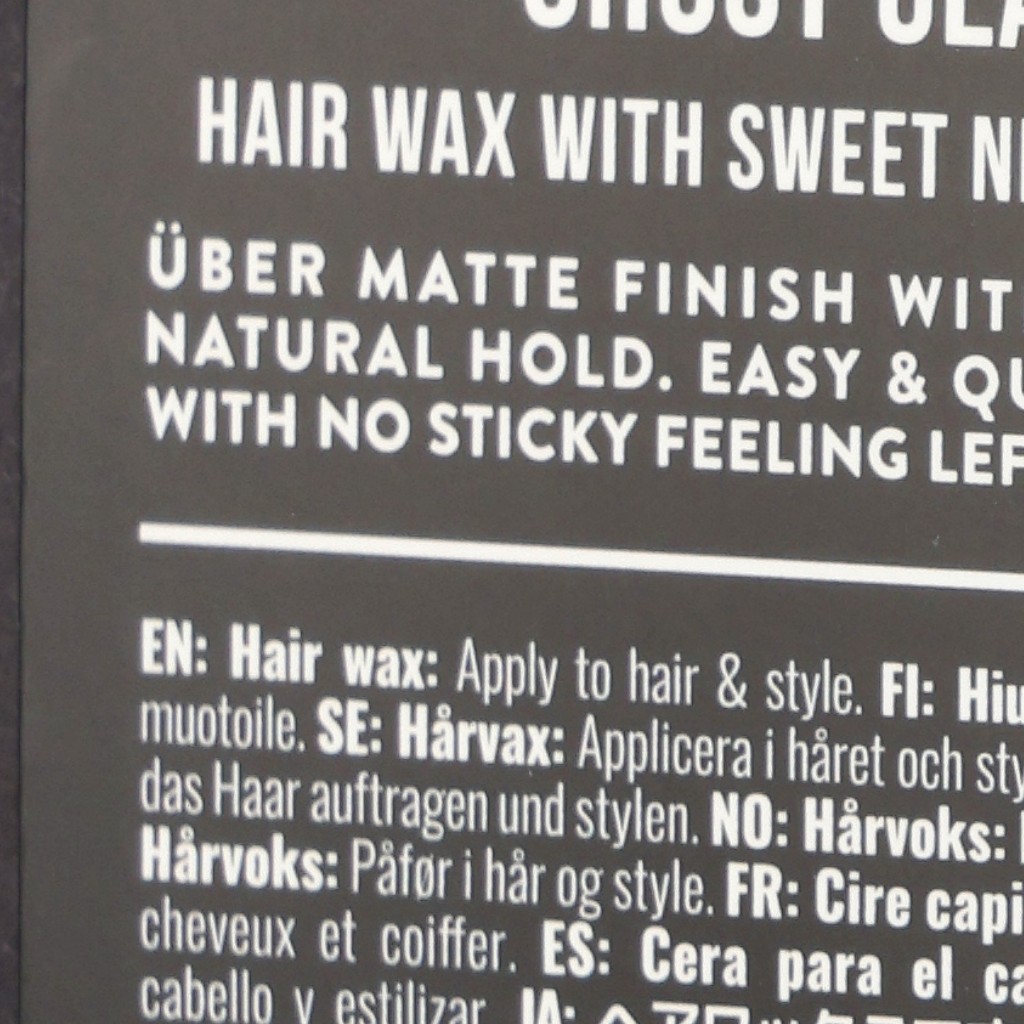 HAIR WAX WITH SWEET
ÜBER MATTE FINISH
NATURAL HOLD. EASY &
WITH NO STICKY FEELING
EN: Hair wax: Apply to hair & style. FI:
muotoile. SE: Hårvax: Applicera i håret och
das Haar auftragen und stylen. NO: Hårvoks:
Hårvoks: Påfør i hår og style. FR: Cire
cheveux et coiffer. ES: Cera para el
cabello y estilizar. JA: